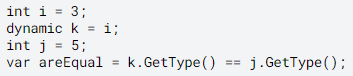 int i = 3;
dynamic k = i;
int j = 5;
var areEqual = k.GetType() == j.GetType();